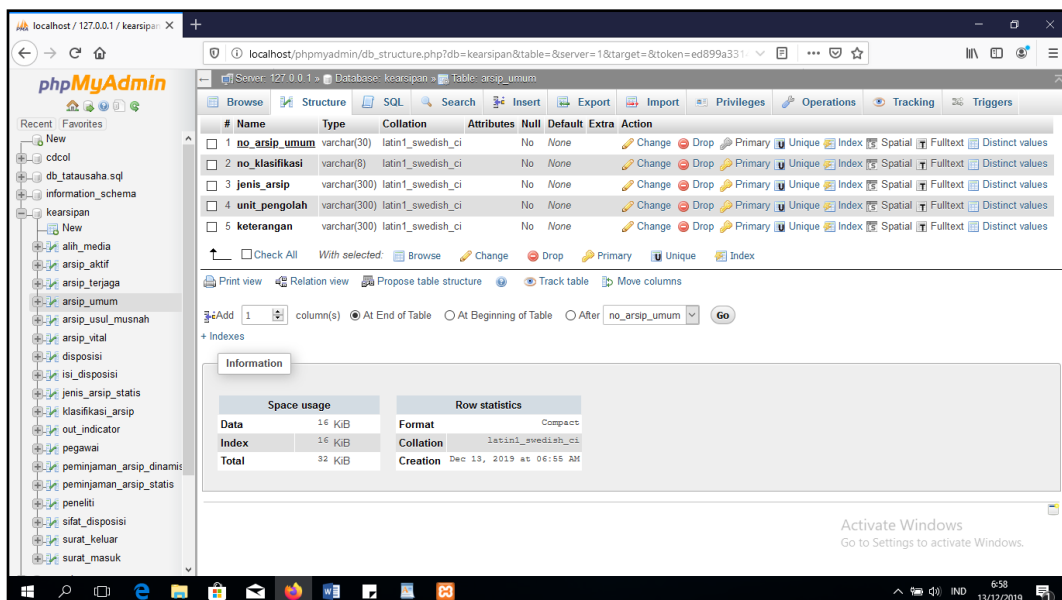 localhost / 127.0.0.1 / kearsipan
localhost/phpmyadmin/db_structure.php?db=kearsipan&table=&server=1&target=&token=ed899a331
phpMyAdmin
Recent Favorites
New
cdcol
db_tatausaha.sql
information_schema
kearsipan
New
alih_media
arsip_aktif
arsip_terjaga
arsip_umum
arsip_usul_musnah
arsip_vital
disposisi
isi_disposisi
jenis_arsip_statis
klasifikasi_arsip
out_indicator
pegawai
peminjaman_arsip_dinamis
peminjaman_arsip_statis
peneliti
sifat_disposisi
surat_keluar
surat_masuk
Server: 127.0.0.1 » Database: kearsipan » Table: arsip_umum
Browse Structure SQL Search Insert Export Import Privileges Operations Tracking Triggers
# Name Type Collation Attributes Null Default Extra Action
1 no_arsip_umum varchar(30) latin1_swedish_ci No None Change Drop Primary Unique Index Spatial Fulltext Distinct values
2 no_klasifikasi varchar(8) latin1_swedish_ci No None Change Drop Primary Unique Index Spatial Fulltext Distinct values
3 jenis_arsip varchar(300) latin1_swedish_ci No None Change Drop Primary Unique Index Spatial Fulltext Distinct values
4 unit_pengolah varchar(300) latin1_swedish_ci No None Change Drop Primary Unique Index Spatial Fulltext Distinct values
5 keterangan varchar(300) latin1_swedish_ci No None Change Drop Primary Unique Index Spatial Fulltext Distinct values
Check All With selected: Browse Change Drop Primary Unique Index
Print view Relation view Propose table structure Track table Move columns
Add 1 column(s) At End of Table At Beginning of Table After no_arsip_umum Go
+ Indexes
Information
Space usage
Data 16 KiB
Index 16 KiB
Total 32 KiB
Row statistics
Format Compact
Collation latin1_swedish_ci
Creation Dec 13, 2019 at 06:55 AM
Activate Windows
Go to Settings to activate Windows.
IND
6:58
13/12/2019